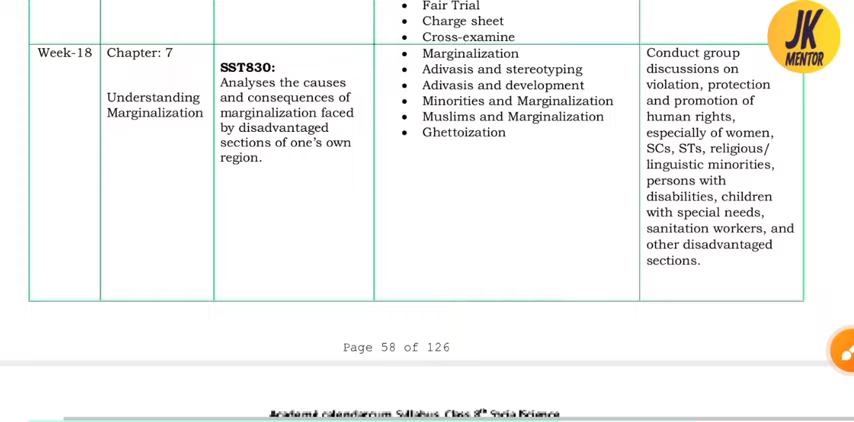 • Fair Trial
• Charge sheet
• Cross-examine
JK
MENTOR
Week-18
Chapter: 7
Understanding
Marginalization
SST830:
Analyses the causes
and consequences of
marginalization faced
by disadvantaged
sections of one's own
region.
• Marginalization
• Adivasis and stereotyping
• Adivasis and development
• Minorities and Marginalization
• Muslims and Marginalization
• Ghettoization
Conduct group
discussions on
violation, protection
and promotion of
human rights,
especially of women,
SCs, STs, religious/
linguistic minorities,
persons with
disabilities, children
with special needs,
sanitation workers, and
other disadvantaged
sections.
Page 58 of 126
Syllabus, Class 8th